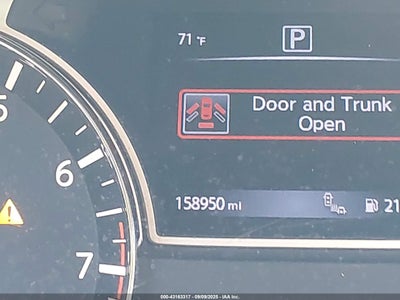 71 °F
P
Door and Trunk
Open
5
6
7
158950 mi
21
000-43163317 - 09/09/2025 - IAA Inc.